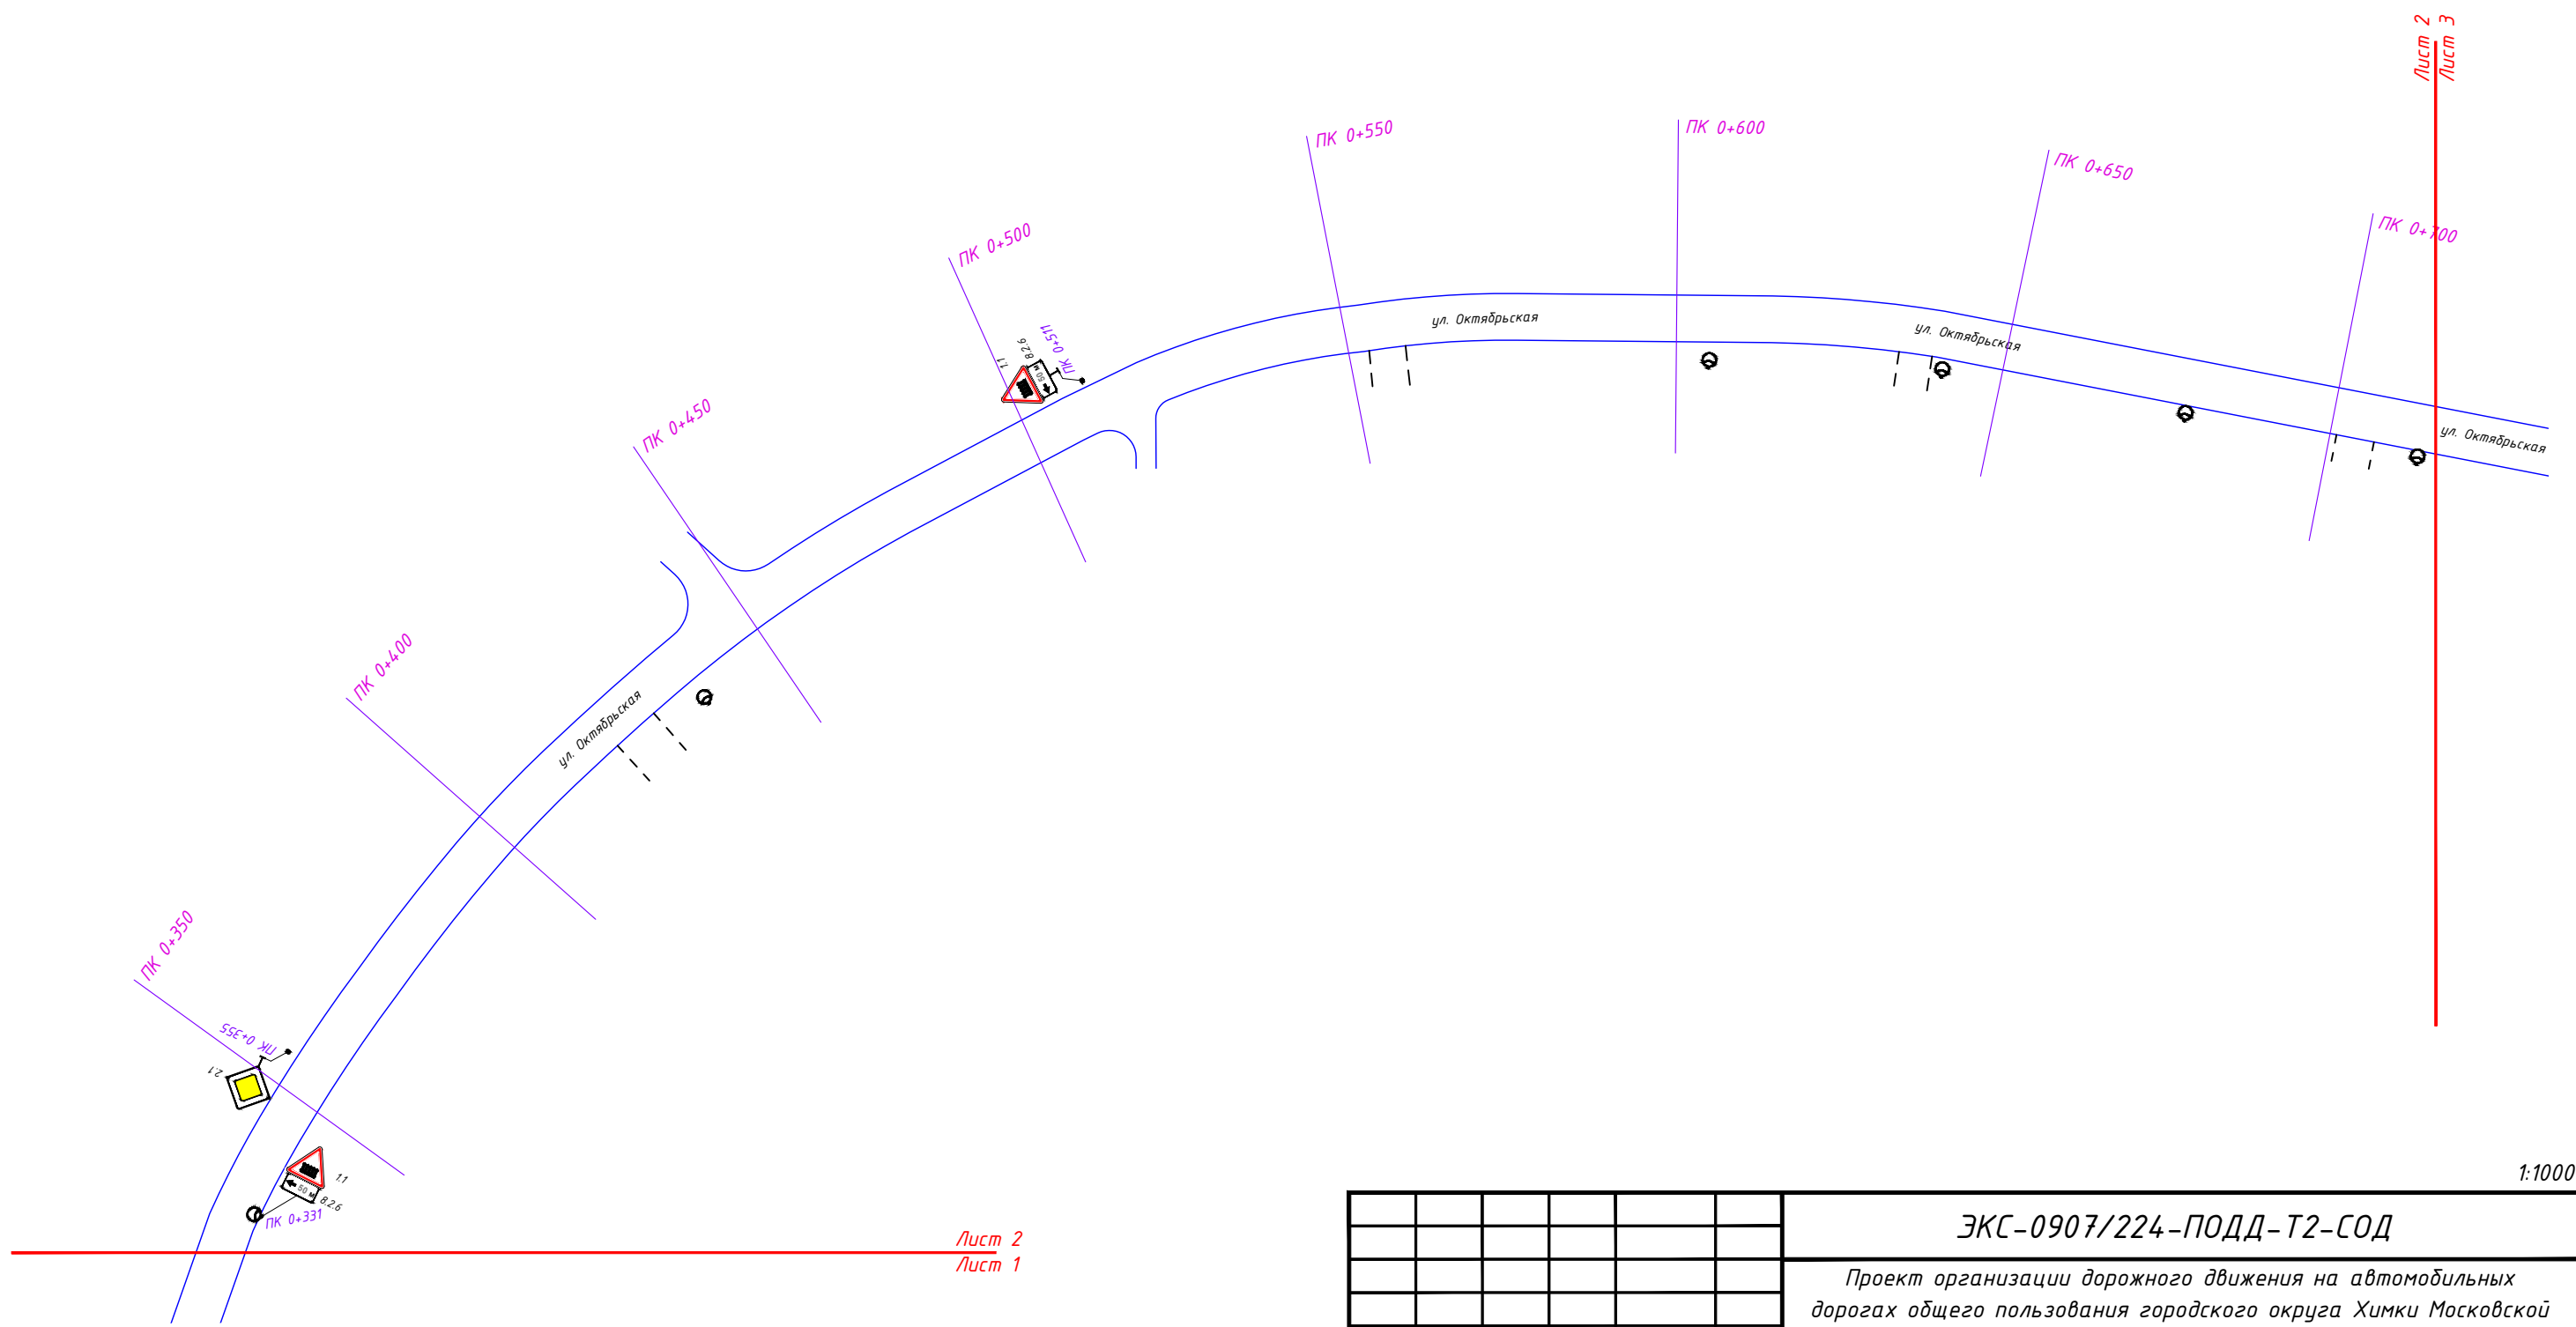 Лист 2
Лист 3
ПК 0+550
ПК 0+600
ПК 0+650
ПК 0+700
ПК 0+500
ПК 0+511
8.2.6
1.1
50 м
ул. Октябрьская
ул. Октябрьская
ул. Октябрьская
ПК 0+450
ПК 0+400
ул. Октябрьская
ПК 0+350
ПК 0+355
2.1
1.1
50 м
8.2.6
ПК 0+331
Лист 2
Лист 1
1:1000
ЭКС-0907/224-ПОДД-Т2-СОД
Проект организации дорожного движения на автомобильных
дорогах общего пользования городского округа Химки Московской